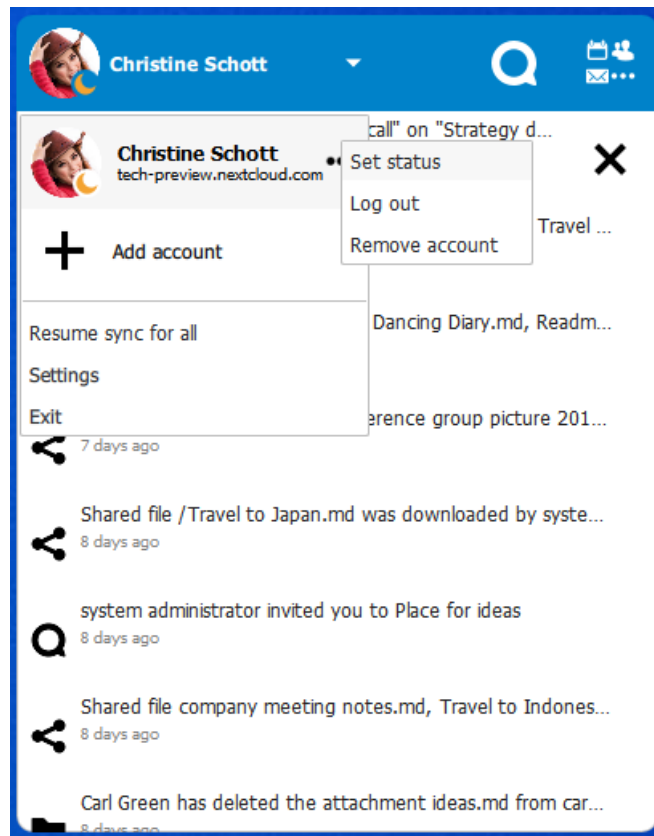 Christine Schott
call" on "Strategy d...
Christine Schott
tech-preview.nextcloud.com
Set status
Log out
Remove account
Travel ...
Add account
Dancing Diary.md, Readm...
Resume sync for all
Settings
Exit
erence group picture 201...
7 days ago
Shared file /Travel to Japan.md was downloaded by syste...
8 days ago
system administrator invited you to Place for ideas
8 days ago
Shared file company meeting notes.md, Travel to Indones...
8 days ago
Carl Green has deleted the attachment ideas.md from car...
8 days ago